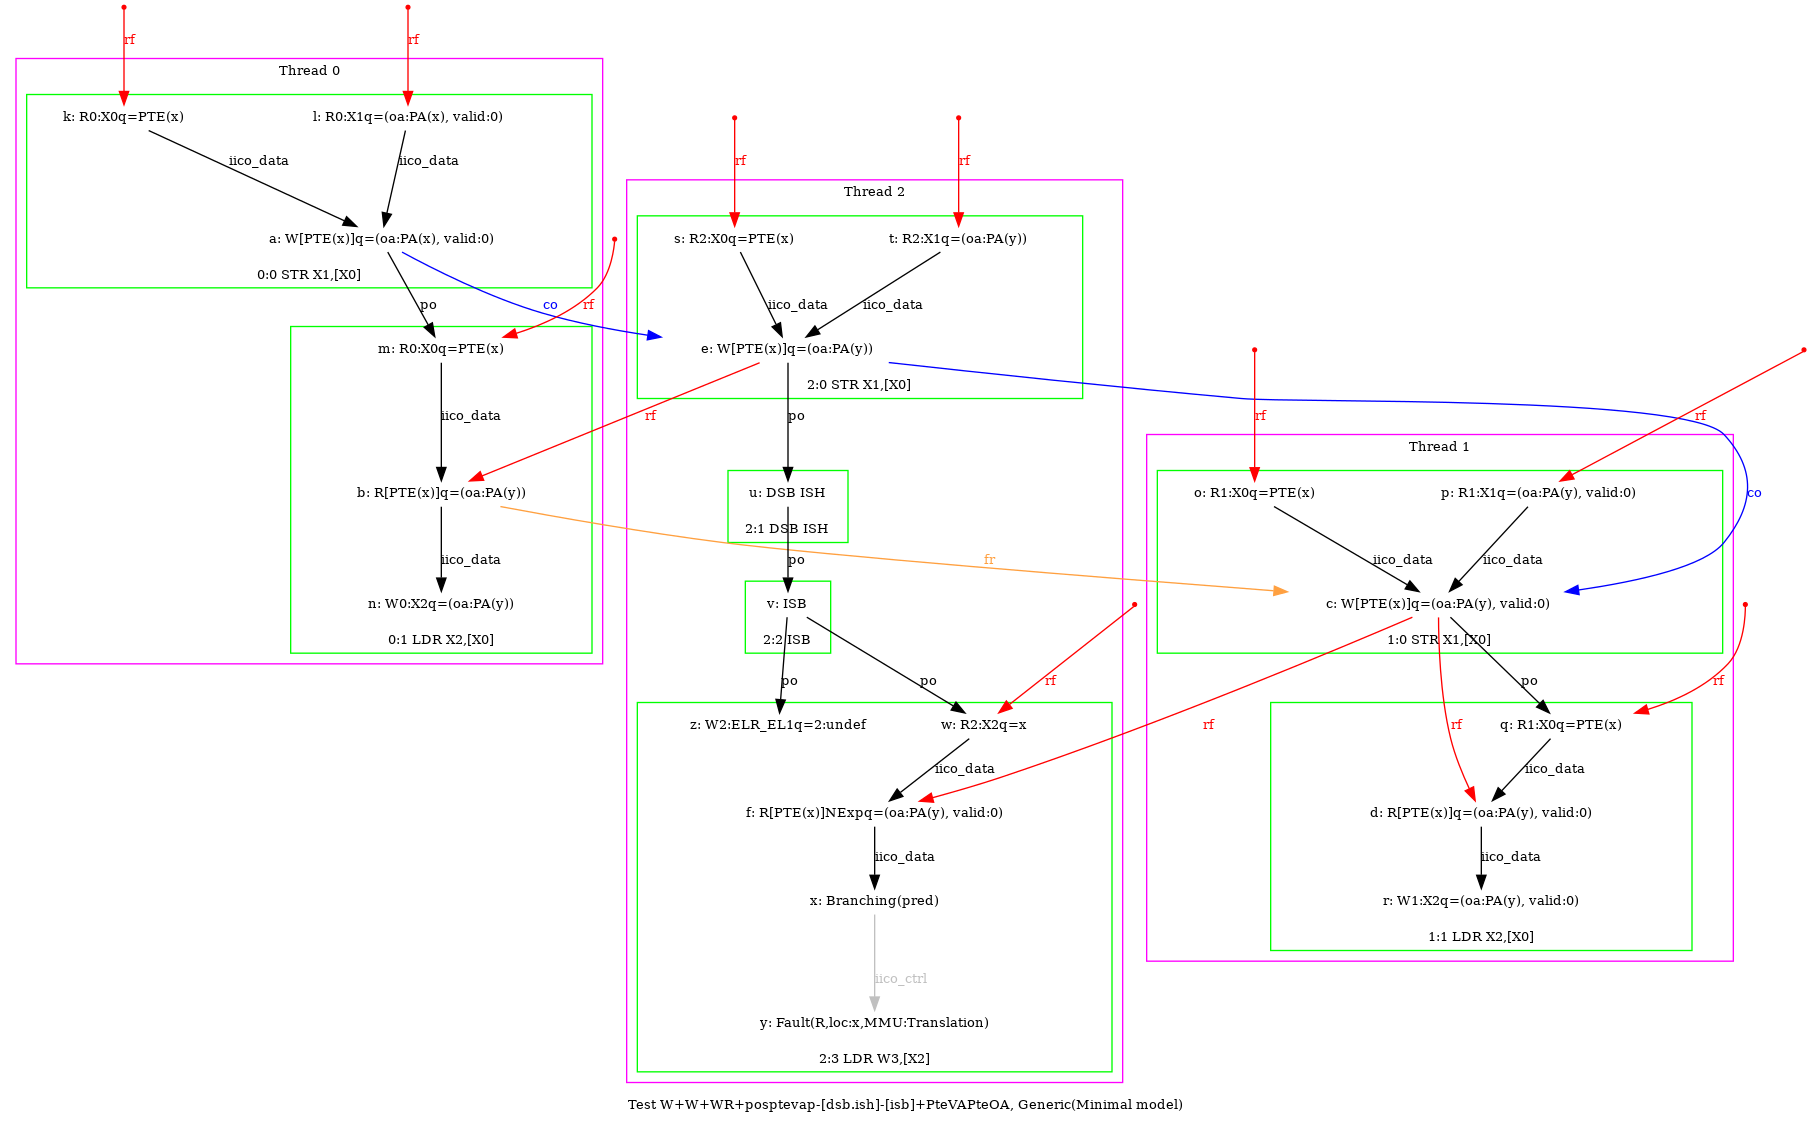 rf
rf
Thread 0
k: R0:X0q=PTE(x)
l: R0:X1q=(oa:PA(x), valid:0)
iico_data
iico_data
a: W[PTE(x)]q=(oa:PA(x), valid:0)
0:0 STR X1,[X0]
po
co
rf
m: R0:X0q=PTE(x)
iico_data
rf
b: R[PTE(x)]q=(oa:PA(y))
iico_data
fr
n: W0:X2q=(oa:PA(y))
0:1 LDR X2,[X0]
rf
rf
Thread 2
s: R2:X0q=PTE(x)
t: R2:X1q=(oa:PA(y))
iico_data
iico_data
e: W[PTE(x)]q=(oa:PA(y))
2:0 STR X1,[X0]
po
u: DSB ISH
2:1 DSB ISH
po
v: ISB
2:2 ISB
po
po
rf
z: W2:ELR_EL1q=2:undef
w: R2:X2q=x
iico_data
f: R[PTE(x)]NExpq=(oa:PA(y), valid:0)
iico_data
x: Branching(pred)
iico_ctrl
y: Fault(R,loc:x,MMU:Translation)
2:3 LDR W3,[X2]
rf
rf
Thread 1
o: R1:X0q=PTE(x)
p: R1:X1q=(oa:PA(y), valid:0)
co
iico_data
iico_data
c: W[PTE(x)]q=(oa:PA(y), valid:0)
1:0 STR X1,[X0]
po
rf
rf
rf
q: R1:X0q=PTE(x)
iico_data
d: R[PTE(x)]q=(oa:PA(y), valid:0)
iico_data
r: W1:X2q=(oa:PA(y), valid:0)
1:1 LDR X2,[X0]
Test W+W+WR+posptevap-[dsb.ish]-[isb]+PteVAPteOA, Generic(Minimal model)